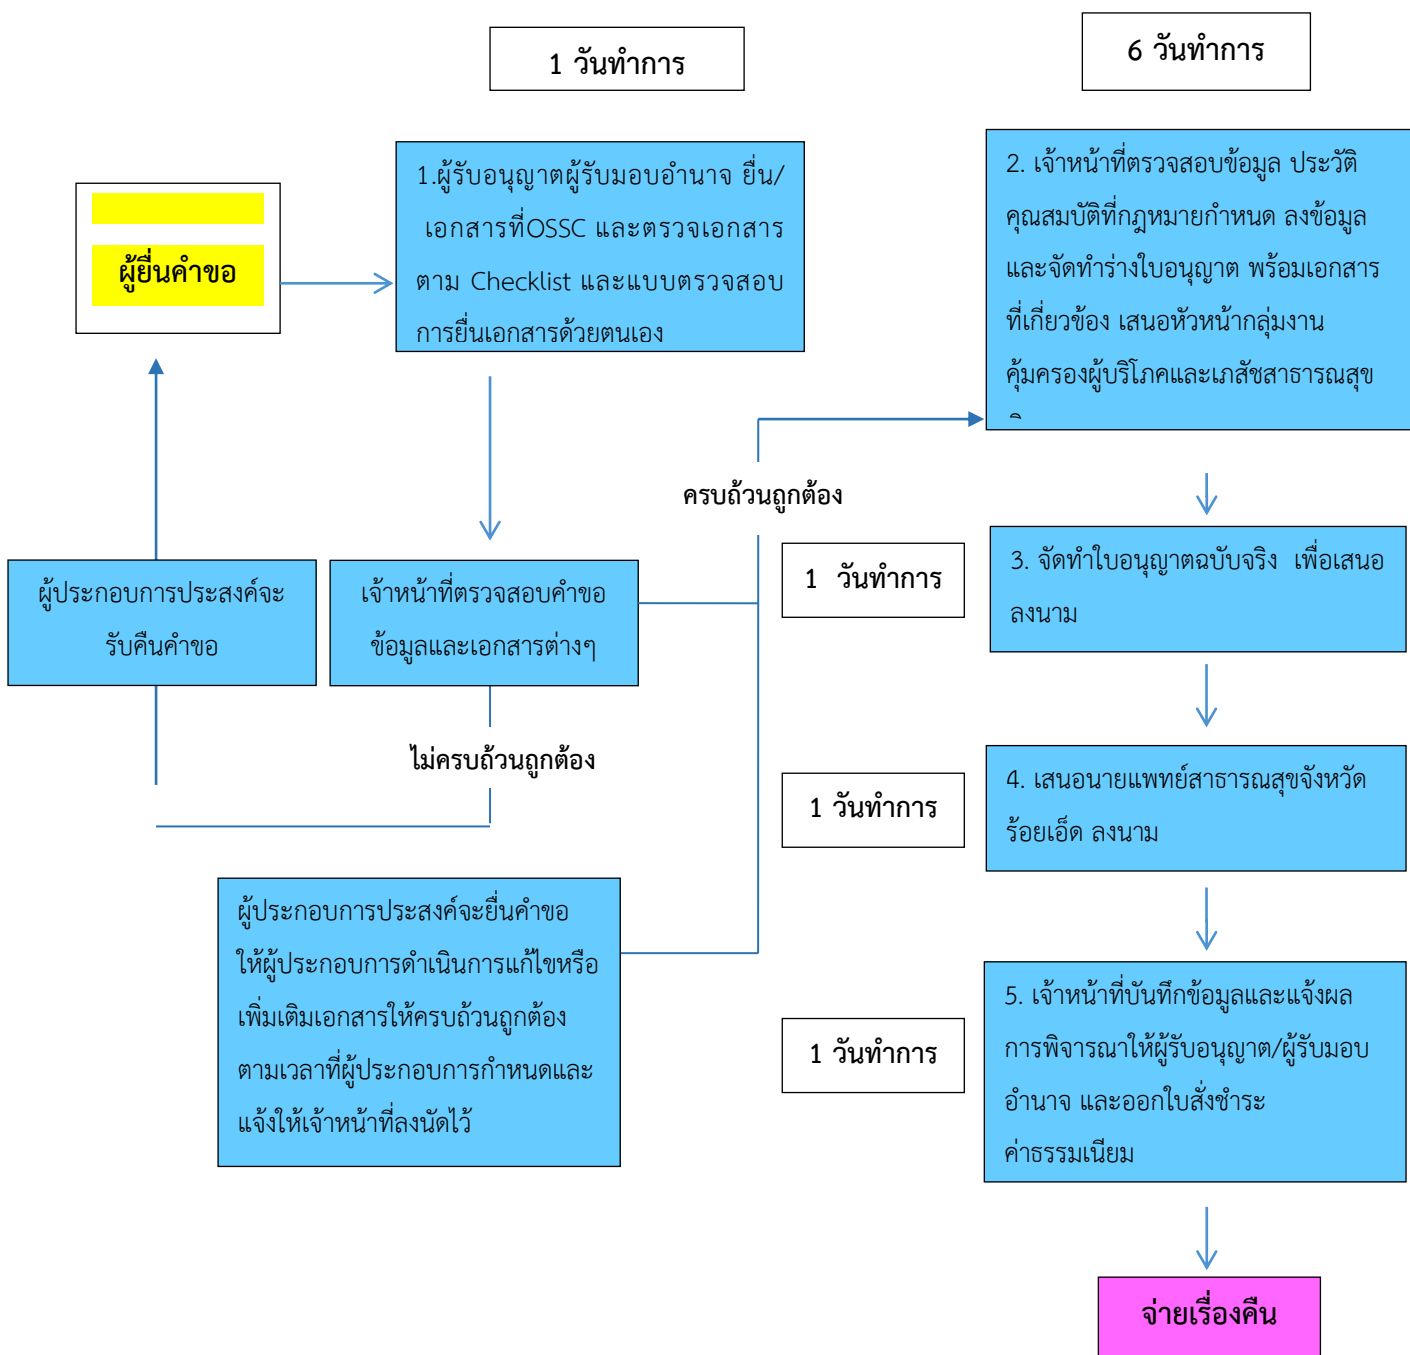 1 วันทำการ
6 วันทำการ
ผู้ยื่นคำขอ
1.ผู้รับอนุญาตผู้รับมอบอำนาจ ยื่น/
เอกสารที่OSSC และตรวจเอกสาร
ตาม Checklist และแบบตรวจสอบ
การยื่นเอกสารด้วยตนเอง
2. เจ้าหน้าที่ตรวจสอบข้อมูล ประวัติ
คุณสมบัติที่กฎหมายกำหนด ลงข้อมูล
และจัดทำร่างใบอนุญาต พร้อมเอกสาร
ที่เกี่ยวข้อง เสนอหัวหน้ากลุ่มงาน
คุ้มครองผู้บริโภคและเภสัชสาธารณสุข
ครบถ้วนถูกต้อง
ผู้ประกอบการประสงค์จะ
รับคืนคำขอ
เจ้าหน้าที่ตรวจสอบคำขอ
ข้อมูลและเอกสารต่างๆ
1 วันทำการ
3. จัดทำใบอนุญาตฉบับจริง เพื่อเสนอ
ลงนาม
ไม่ครบถ้วนถูกต้อง
1 วันทำการ
4. เสนอนายแพทย์สาธารณสุขจังหวัด
ร้อยเอ็ด ลงนาม
ผู้ประกอบการประสงค์จะยื่นคำขอ
ให้ผู้ประกอบการดำเนินการแก้ไขหรือ
เพิ่มเติมเอกสารให้ครบถ้วนถูกต้อง
ตามเวลาที่ผู้ประกอบการกำหนดและ
แจ้งให้เจ้าหน้าที่ลงนัดไว้
1 วันทำการ
5. เจ้าหน้าที่บันทึกข้อมูลและแจ้งผล
การพิจารณาให้ผู้รับอนุญาต/ผู้รับมอบ
อำนาจ และออกใบสั่งชำระ
ค่าธรรมเนียม
จ่ายเรื่องคืน